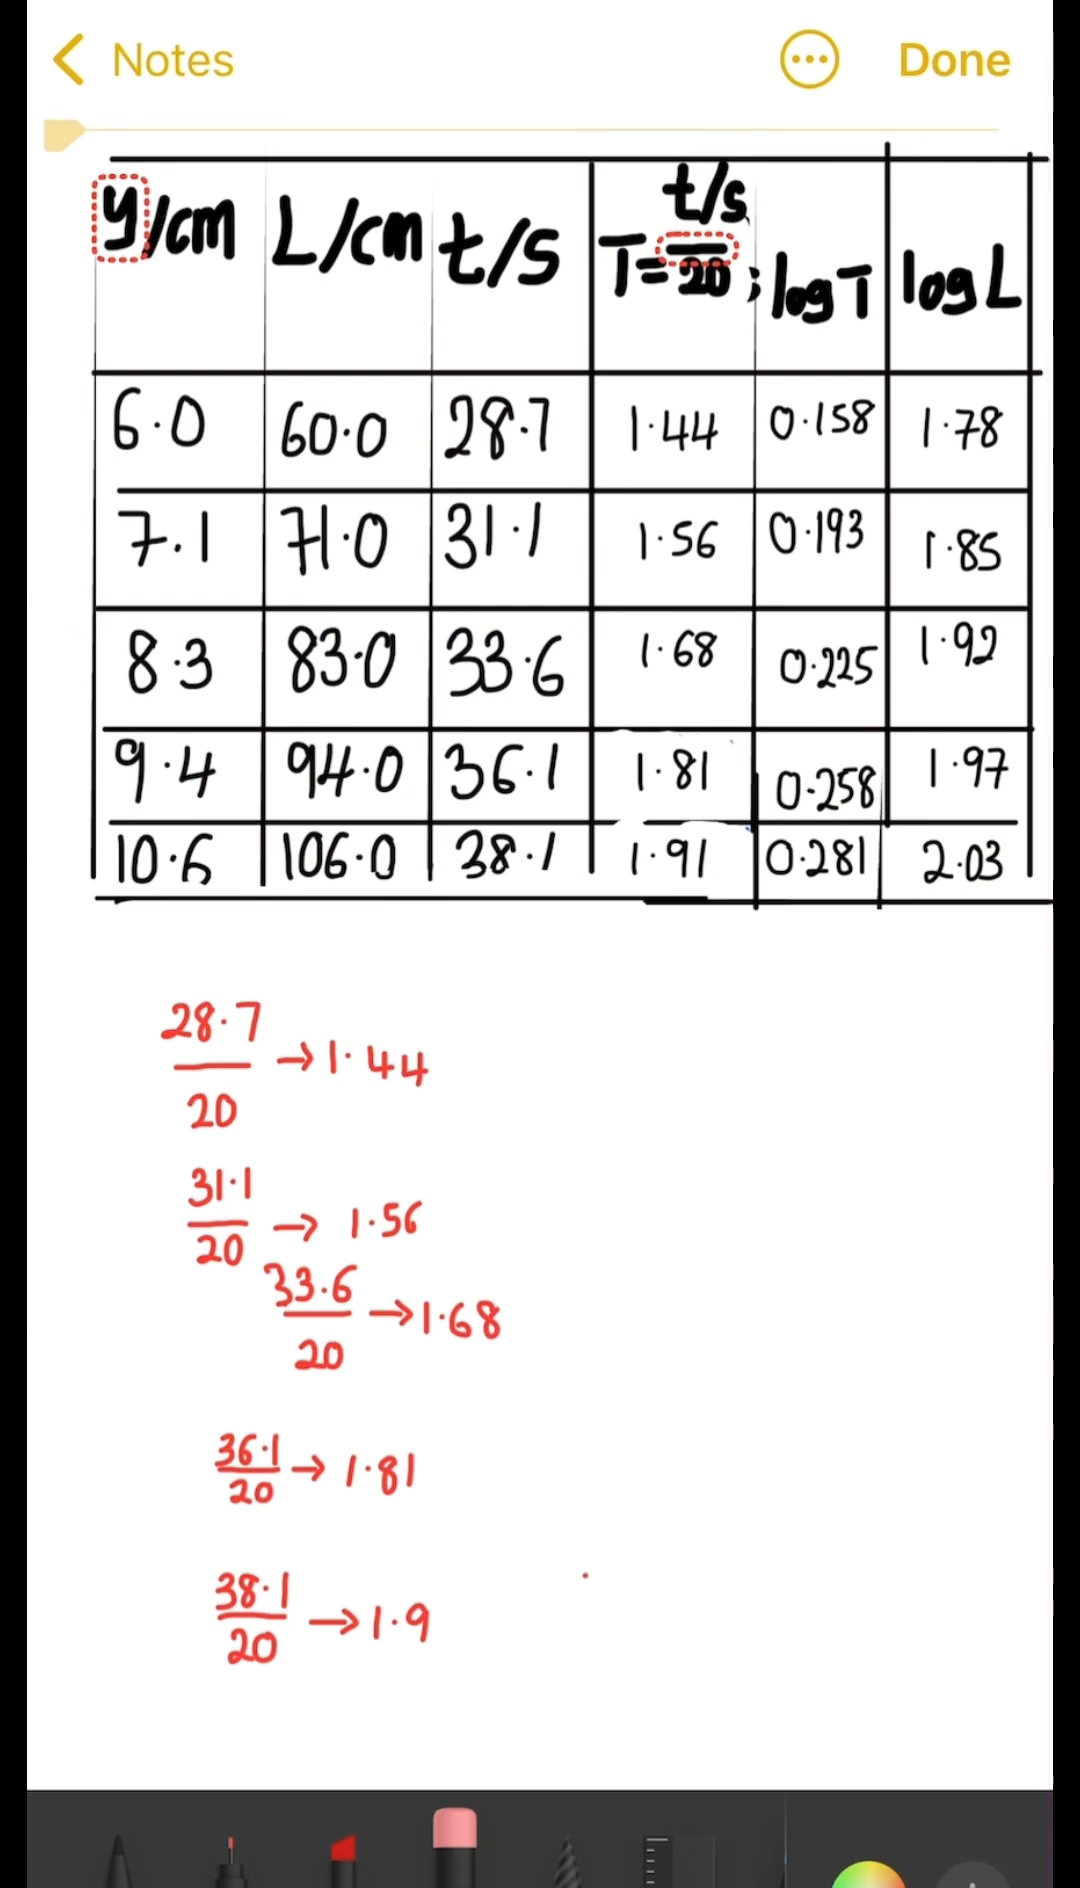 Notes
Done
y/cm L/cm t/s T= t/s/20 ; log T log L
6.0 60.0 28.7 1.44 0.158 1.78
7.1 71.0 31.1 1.56 0.193 1.85
8.3 83.0 33.6 1.68 0.225 1.92
9.4 94.0 36.1 1.81 0.258 1.97
10.6 106.0 38.1 1.91 0.281 2.03
28.7/20 → 1.44
31.1/20 → 1.56
33.6/20 → 1.68
36.1/20 → 1.81
38.1/20 → 1.9